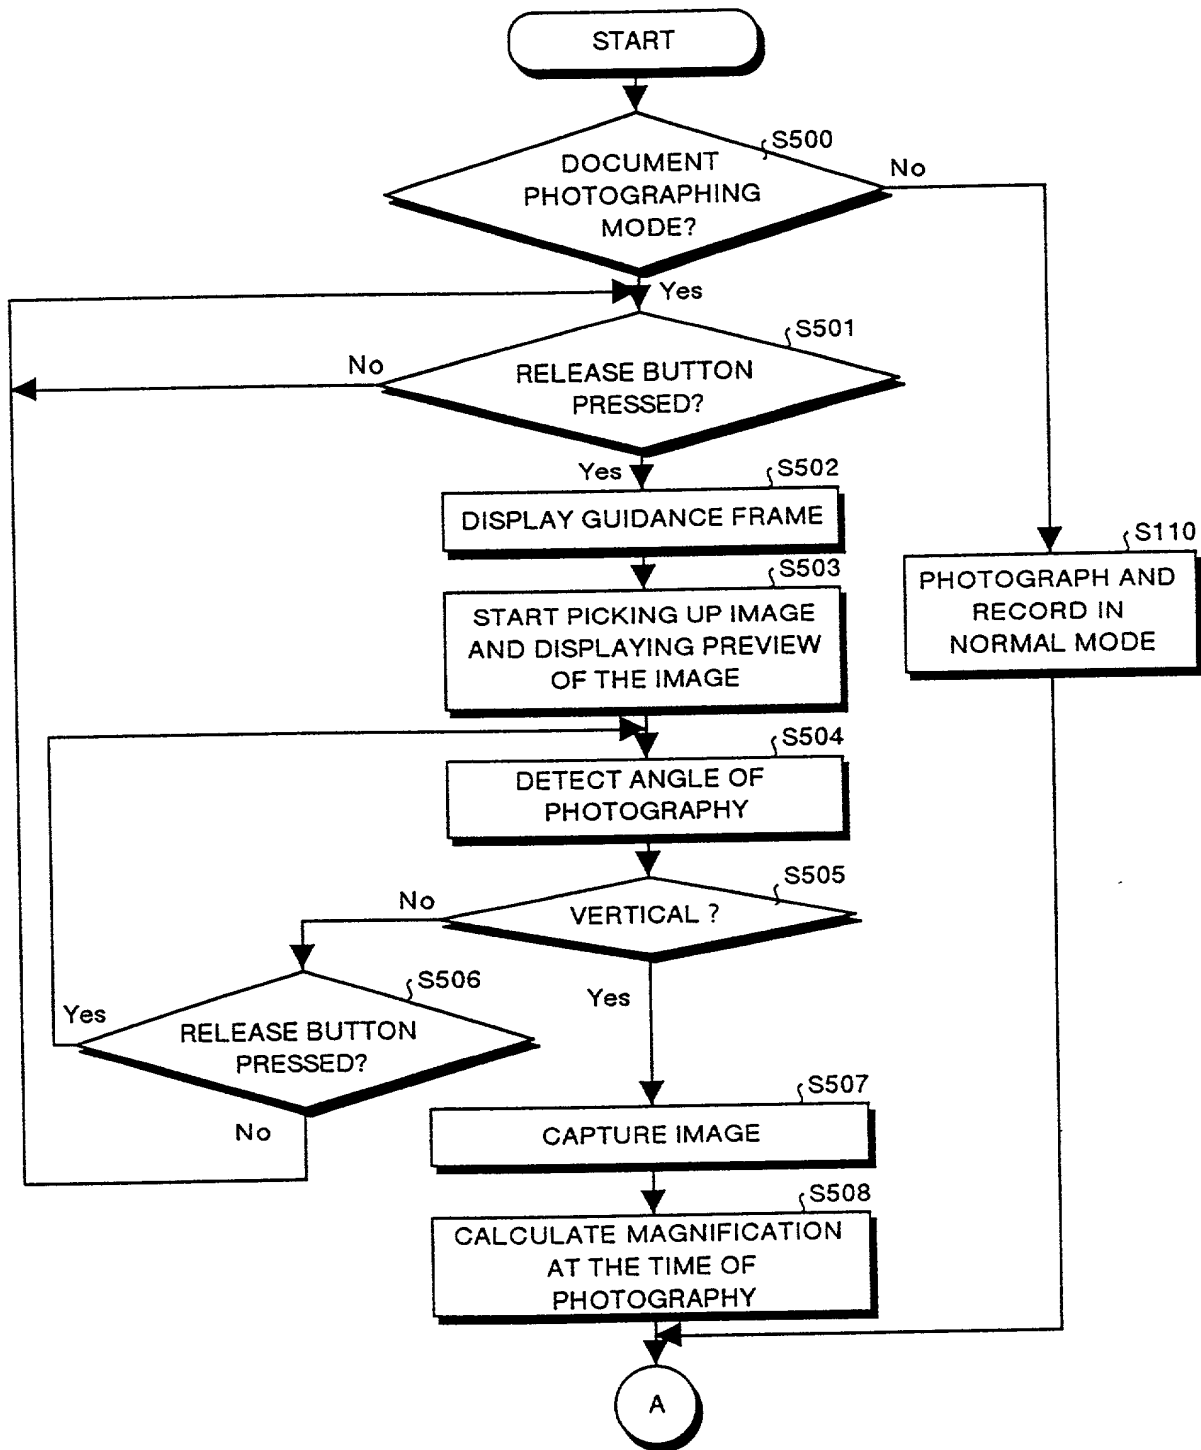 START
S500
DOCUMENT
PHOTOGRAPHING
MODE?
No
Yes
S501
No
RELEASE BUTTON
PRESSED?
Yes
S502
DISPLAY GUIDANCE FRAME
S503
START PICKING UP IMAGE
AND DISPLAYING PREVIEW
OF THE IMAGE
S110
PHOTOGRAPH AND
RECORD IN
NORMAL MODE
S504
DETECT ANGLE OF
PHOTOGRAPHY
S505
No
VERTICAL ?
S506
Yes
Yes
RELEASE BUTTON
PRESSED?
No
S507
CAPTURE IMAGE
S508
CALCULATE MAGNIFICATION
AT THE TIME OF
PHOTOGRAPHY
A